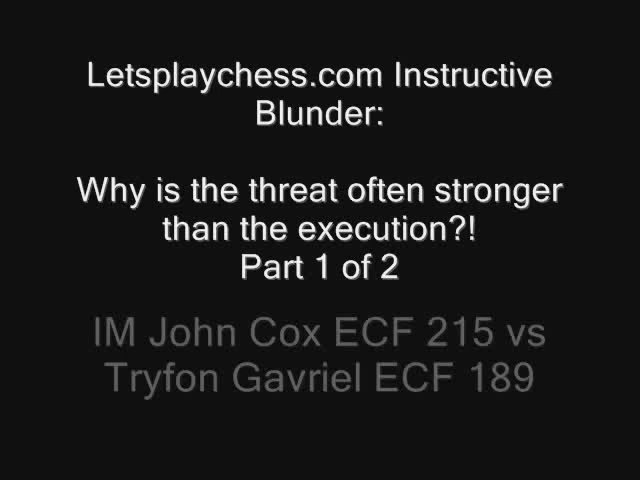 Letsplaychess.com Instructive
Blunder:
Why is the threat often stronger
than the execution?!
Part 1 of 2
IM John Cox ECF 215 vs
Tryfon Gavriel ECF 189